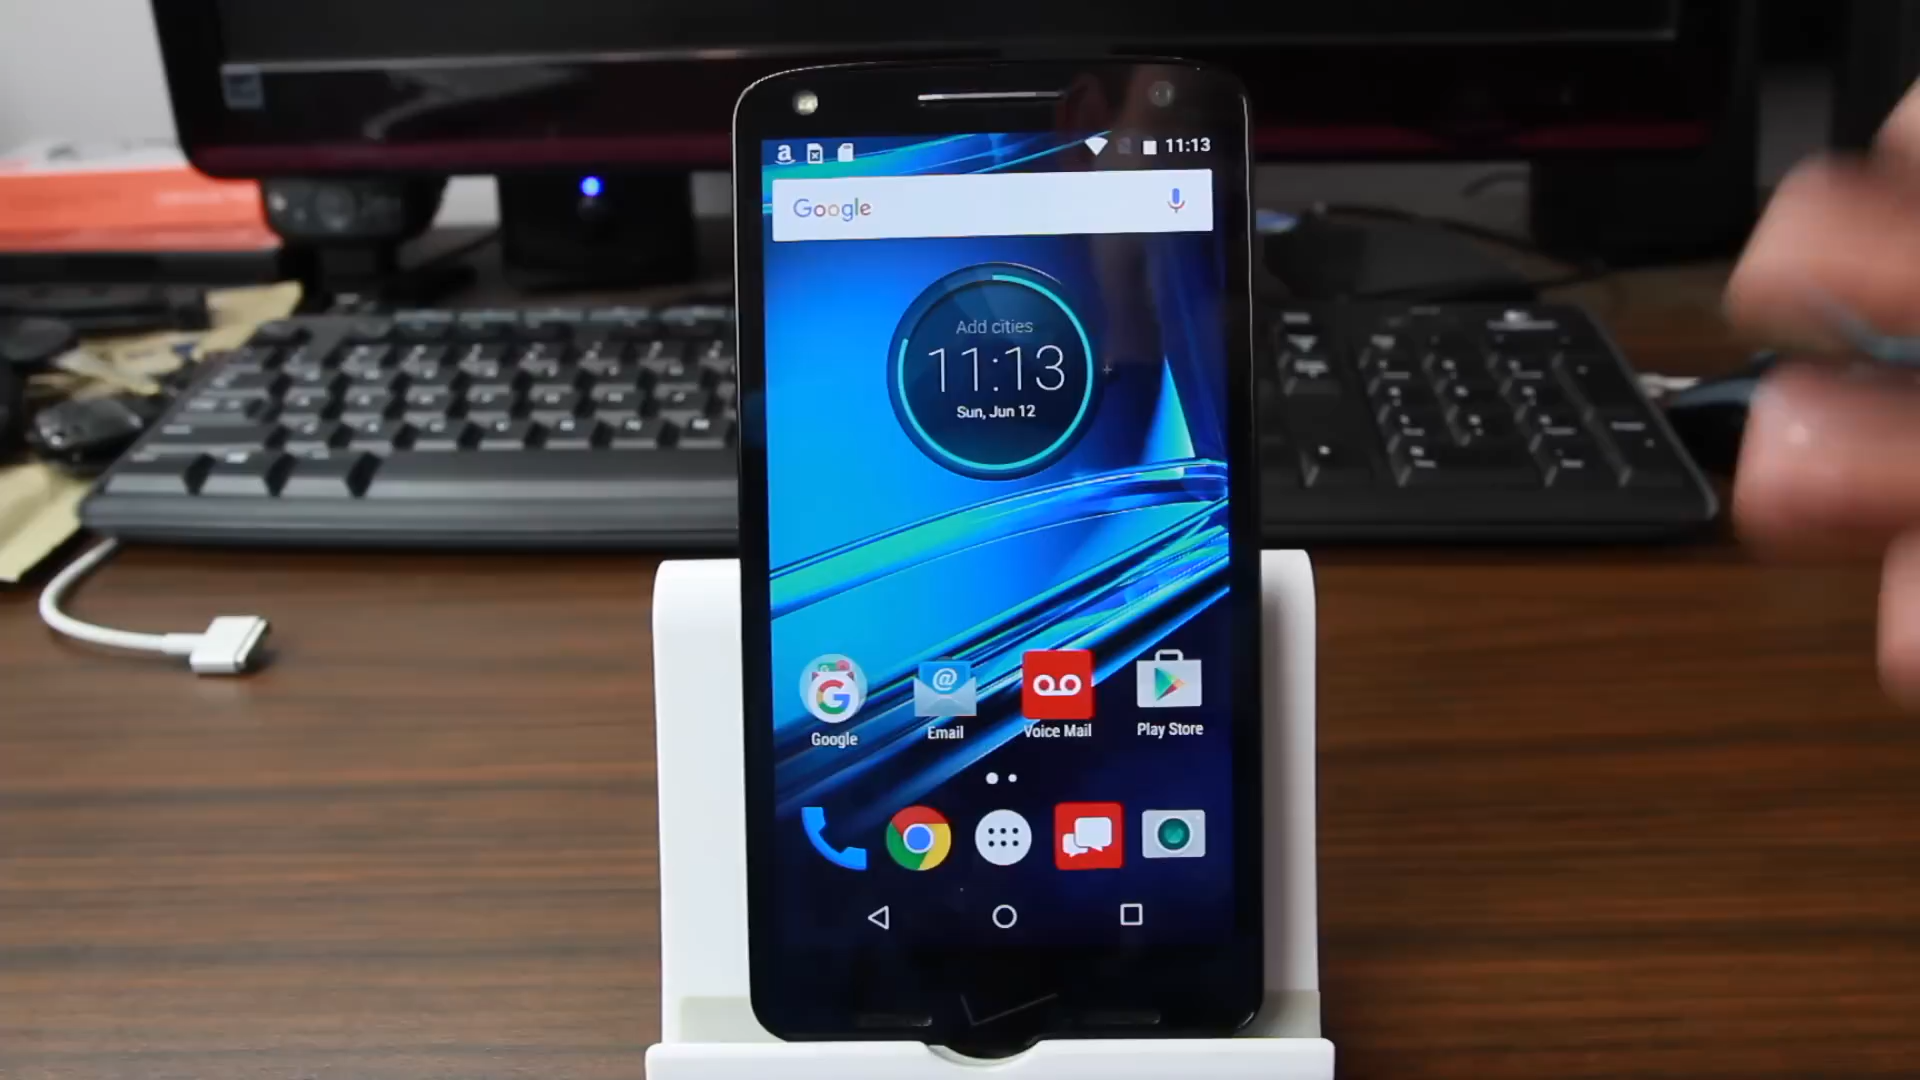 11:13
Google
Add cities
11:13
Sun, Jun 12
Google
Email
Voice Mail
Play Store